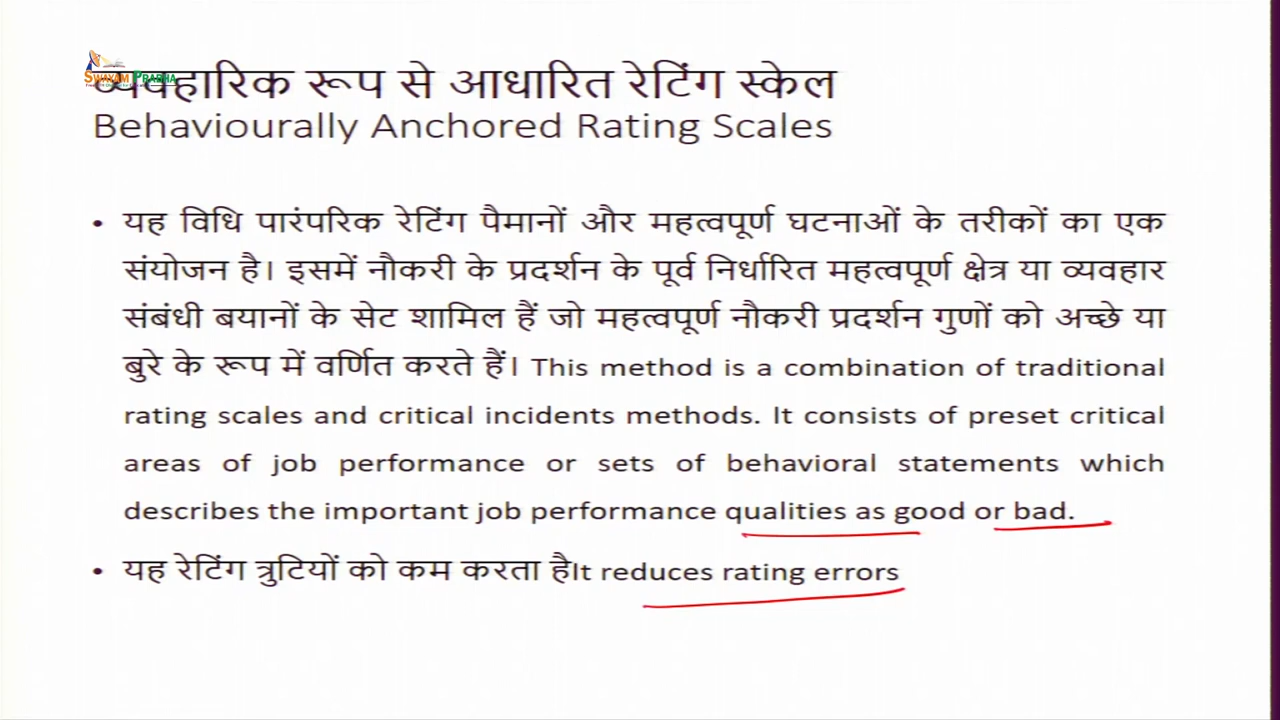 SWAYAM PRABHA
व्यवहारिक रूप से आधारित रेटिंग स्केल
Behaviourally Anchored Rating Scales
• यह विधि पारंपरिक रेटिंग पैमानों और महत्वपूर्ण घटनाओं के तरीकों का एक
संयोजन है। इसमें नौकरी के प्रदर्शन के पूर्व निर्धारित महत्वपूर्ण क्षेत्र या व्यवहार
संबंधी बयानों के सेट शामिल हैं जो महत्वपूर्ण नौकरी प्रदर्शन गुणों को अच्छे या
बुरे के रूप में वर्णित करते हैं। This method is a combination of traditional
rating scales and critical incidents methods. It consists of preset critical
areas of job performance or sets of behavioral statements which
describes the important job performance qualities as good or bad.
• यह रेटिंग त्रुटियों को कम करता हैIt reduces rating errors